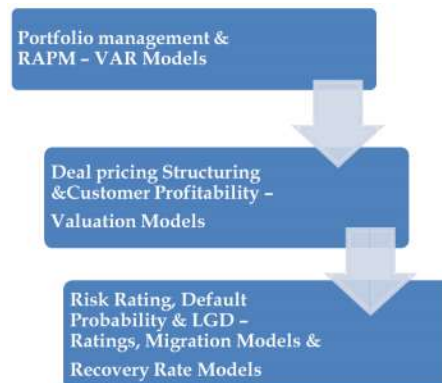 Portfolio management &
RAPM – VAR Models
Deal pricing Structuring
&Customer Profitability –
Valuation Models
Risk Rating, Default
Probability & LGD –
Ratings, Migration Models &
Recovery Rate Models